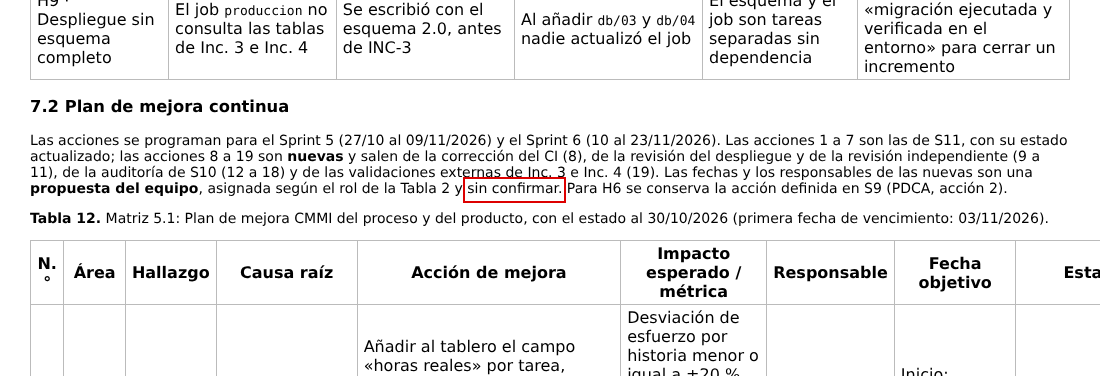 H9 ·
Despliegue sin
esquema
completo
El job produccion no
consulta las tablas
de Inc. 3 e Inc. 4
Se escribió con el
esquema 2.0, antes
de INC-3
Al añadir db/03 y db/04
nadie actualizó el job
El esquema y el
job son tareas
separadas sin
dependencia
«migración ejecutada y
verificada en el
entorno» para cerrar un
incremento
7.2 Plan de mejora continua
Las acciones se programan para el Sprint 5 (27/10 al 09/11/2026) y el Sprint 6 (10 al 23/11/2026). Las acciones 1 a 7 son las de S11, con su estado
actualizado; las acciones 8 a 19 son nuevas y salen de la corrección del CI (8), de la revisión del despliegue y de la revisión independiente (9 a
11), de la auditoría de S10 (12 a 18) y de las validaciones externas de Inc. 3 e Inc. 4 (19). Las fechas y los responsables de las nuevas son una
propuesta del equipo, asignada según el rol de la Tabla 2 y sin confirmar. Para H6 se conserva la acción definida en S9 (PDCA, acción 2).
Tabla 12. Matriz 5.1: Plan de mejora CMMI del proceso y del producto, con el estado al 30/10/2026 (primera fecha de vencimiento: 03/11/2026).
N.
°
Área
Hallazgo
Causa raíz
Acción de mejora
Impacto
esperado /
métrica
Responsable
Fecha
objetivo
Esta
Añadir al tablero el campo
«horas reales» por tarea,
Desviación de
esfuerzo por
historia menor o
igual a ±20 %
Inicio: